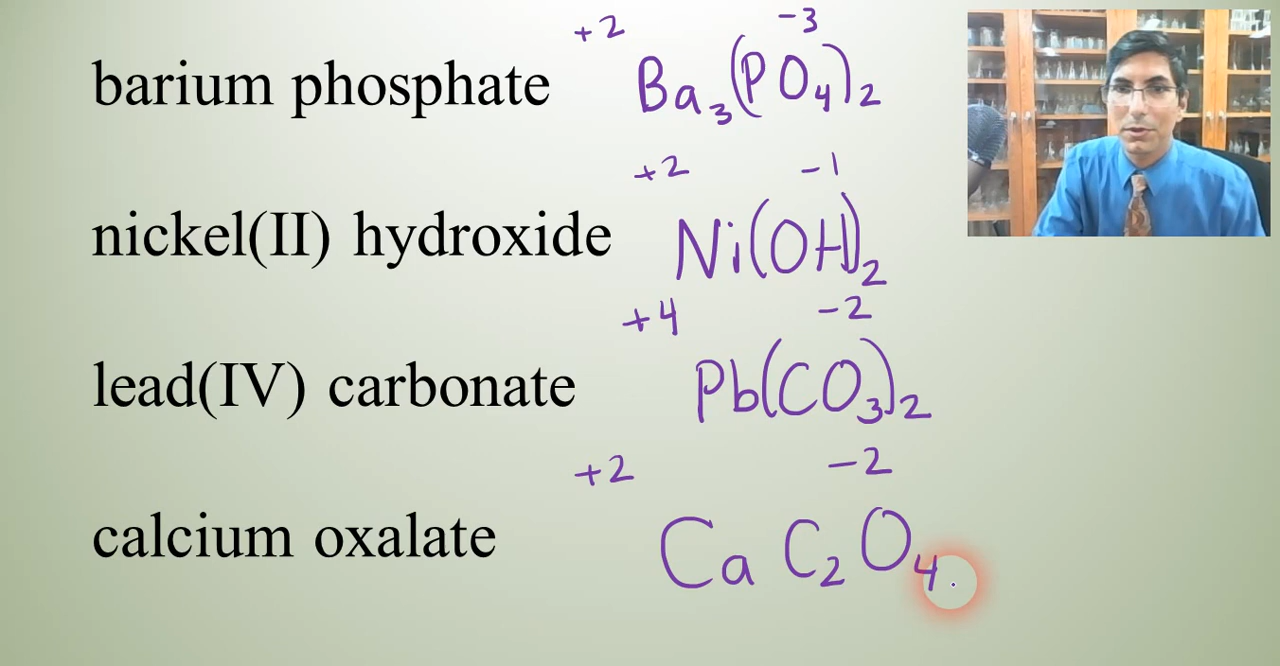 +2 -3
barium phosphate Ba₃(PO₄)₂
+2 -1
nickel(II) hydroxide Ni(OH)₂
+4 -2
lead(IV) carbonate Pb(CO₃)₂
+2 -2
calcium oxalate CaC₂O₄